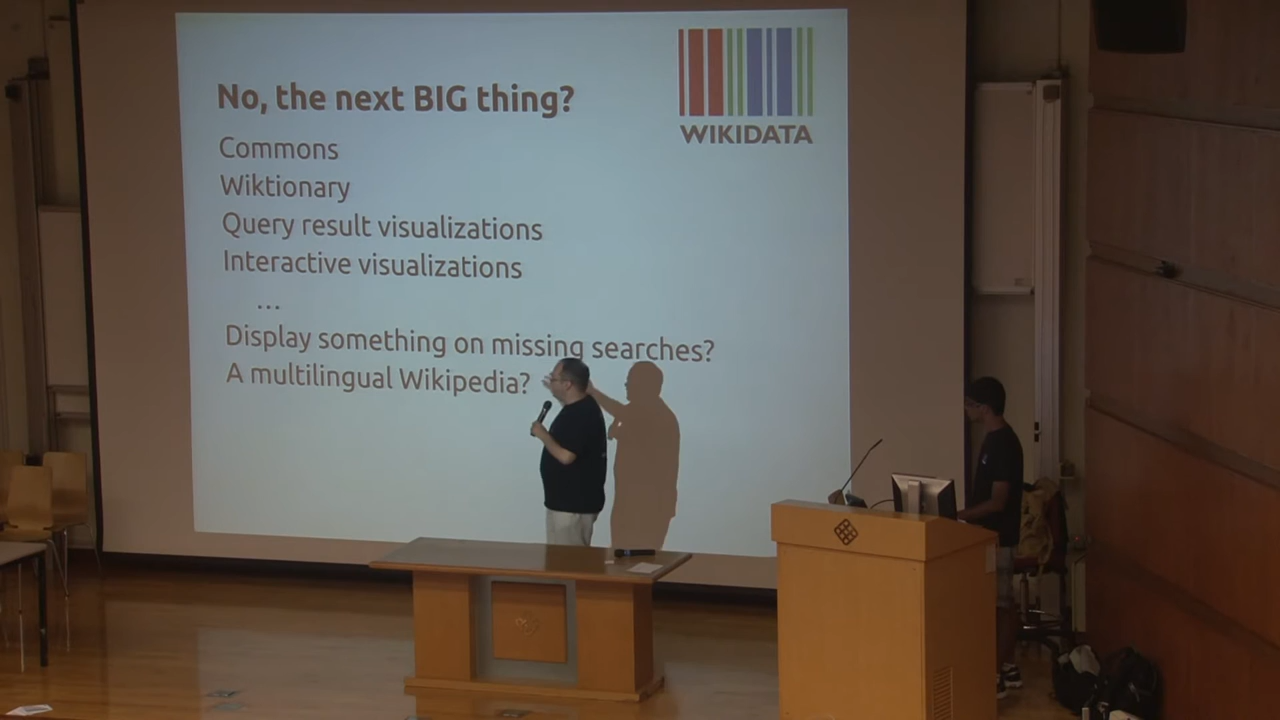 No, the next BIG thing?
WIKIDATA
Commons
Wiktionary
Query result visualizations
Interactive visualizations
...
Display something on missing searches?
A multilingual Wikipedia?